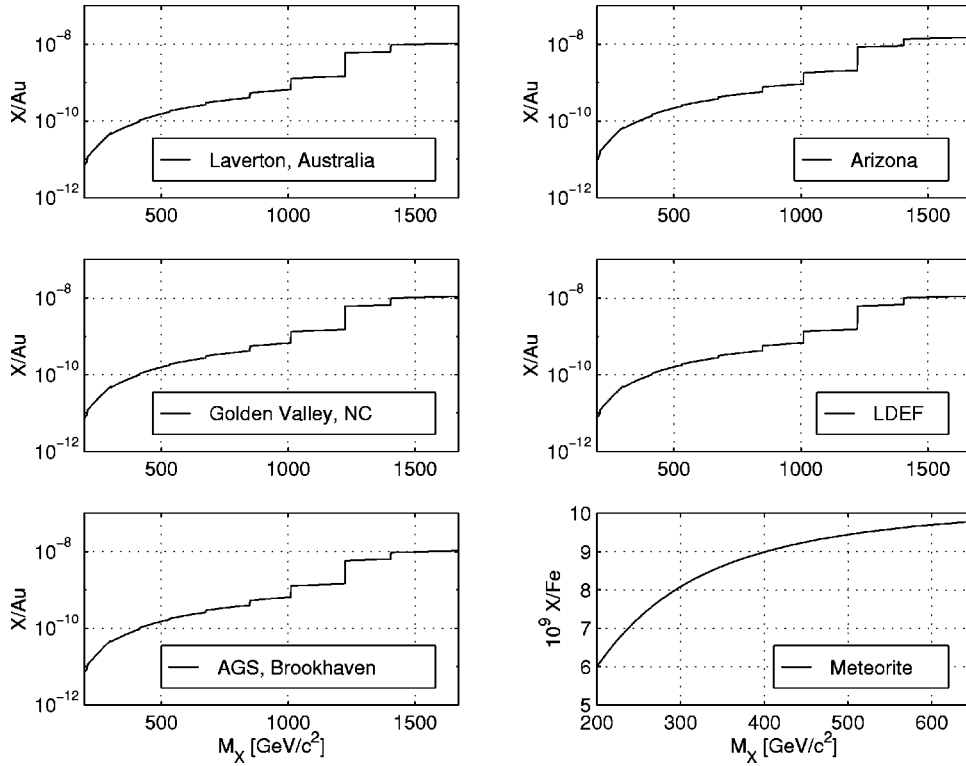 X/Au
10^-8
10^-10
10^-12
Laverton, Australia
500 1000 1500
X/Au
10^-8
10^-10
10^-12
Arizona
500 1000 1500
X/Au
10^-8
10^-10
10^-12
Golden Valley, NC
500 1000 1500
X/Au
10^-8
10^-10
10^-12
LDEF
500 1000 1500
X/Au
10^-8
10^-10
10^-12
AGS, Brookhaven
500 1000 1500
M_X [GeV/c^2]
10^9 X/Fe
10
9
8
7
6
5
Meteorite
200 300 400 500 600
M_X [GeV/c^2]